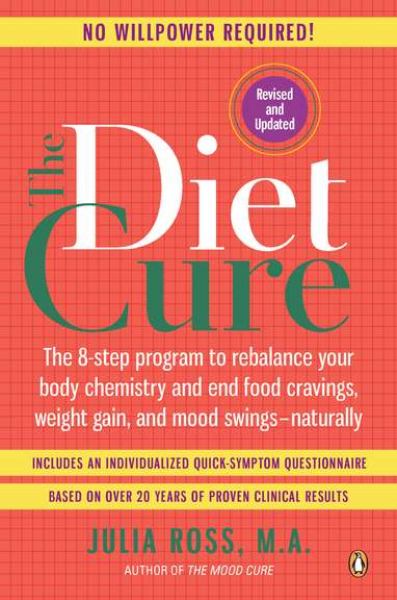 NO WILLPOWER REQUIRED!
Revised
and
Updated
The
Diet
Cure
The 8-step program to rebalance your
body chemistry and end food cravings,
weight gain, and mood swings–naturally
INCLUDES AN INDIVIDUALIZED QUICK-SYMPTOM QUESTIONNAIRE
BASED ON OVER 20 YEARS OF PROVEN CLINICAL RESULTS
JULIA ROSS, M.A.
AUTHOR OF THE MOOD CURE